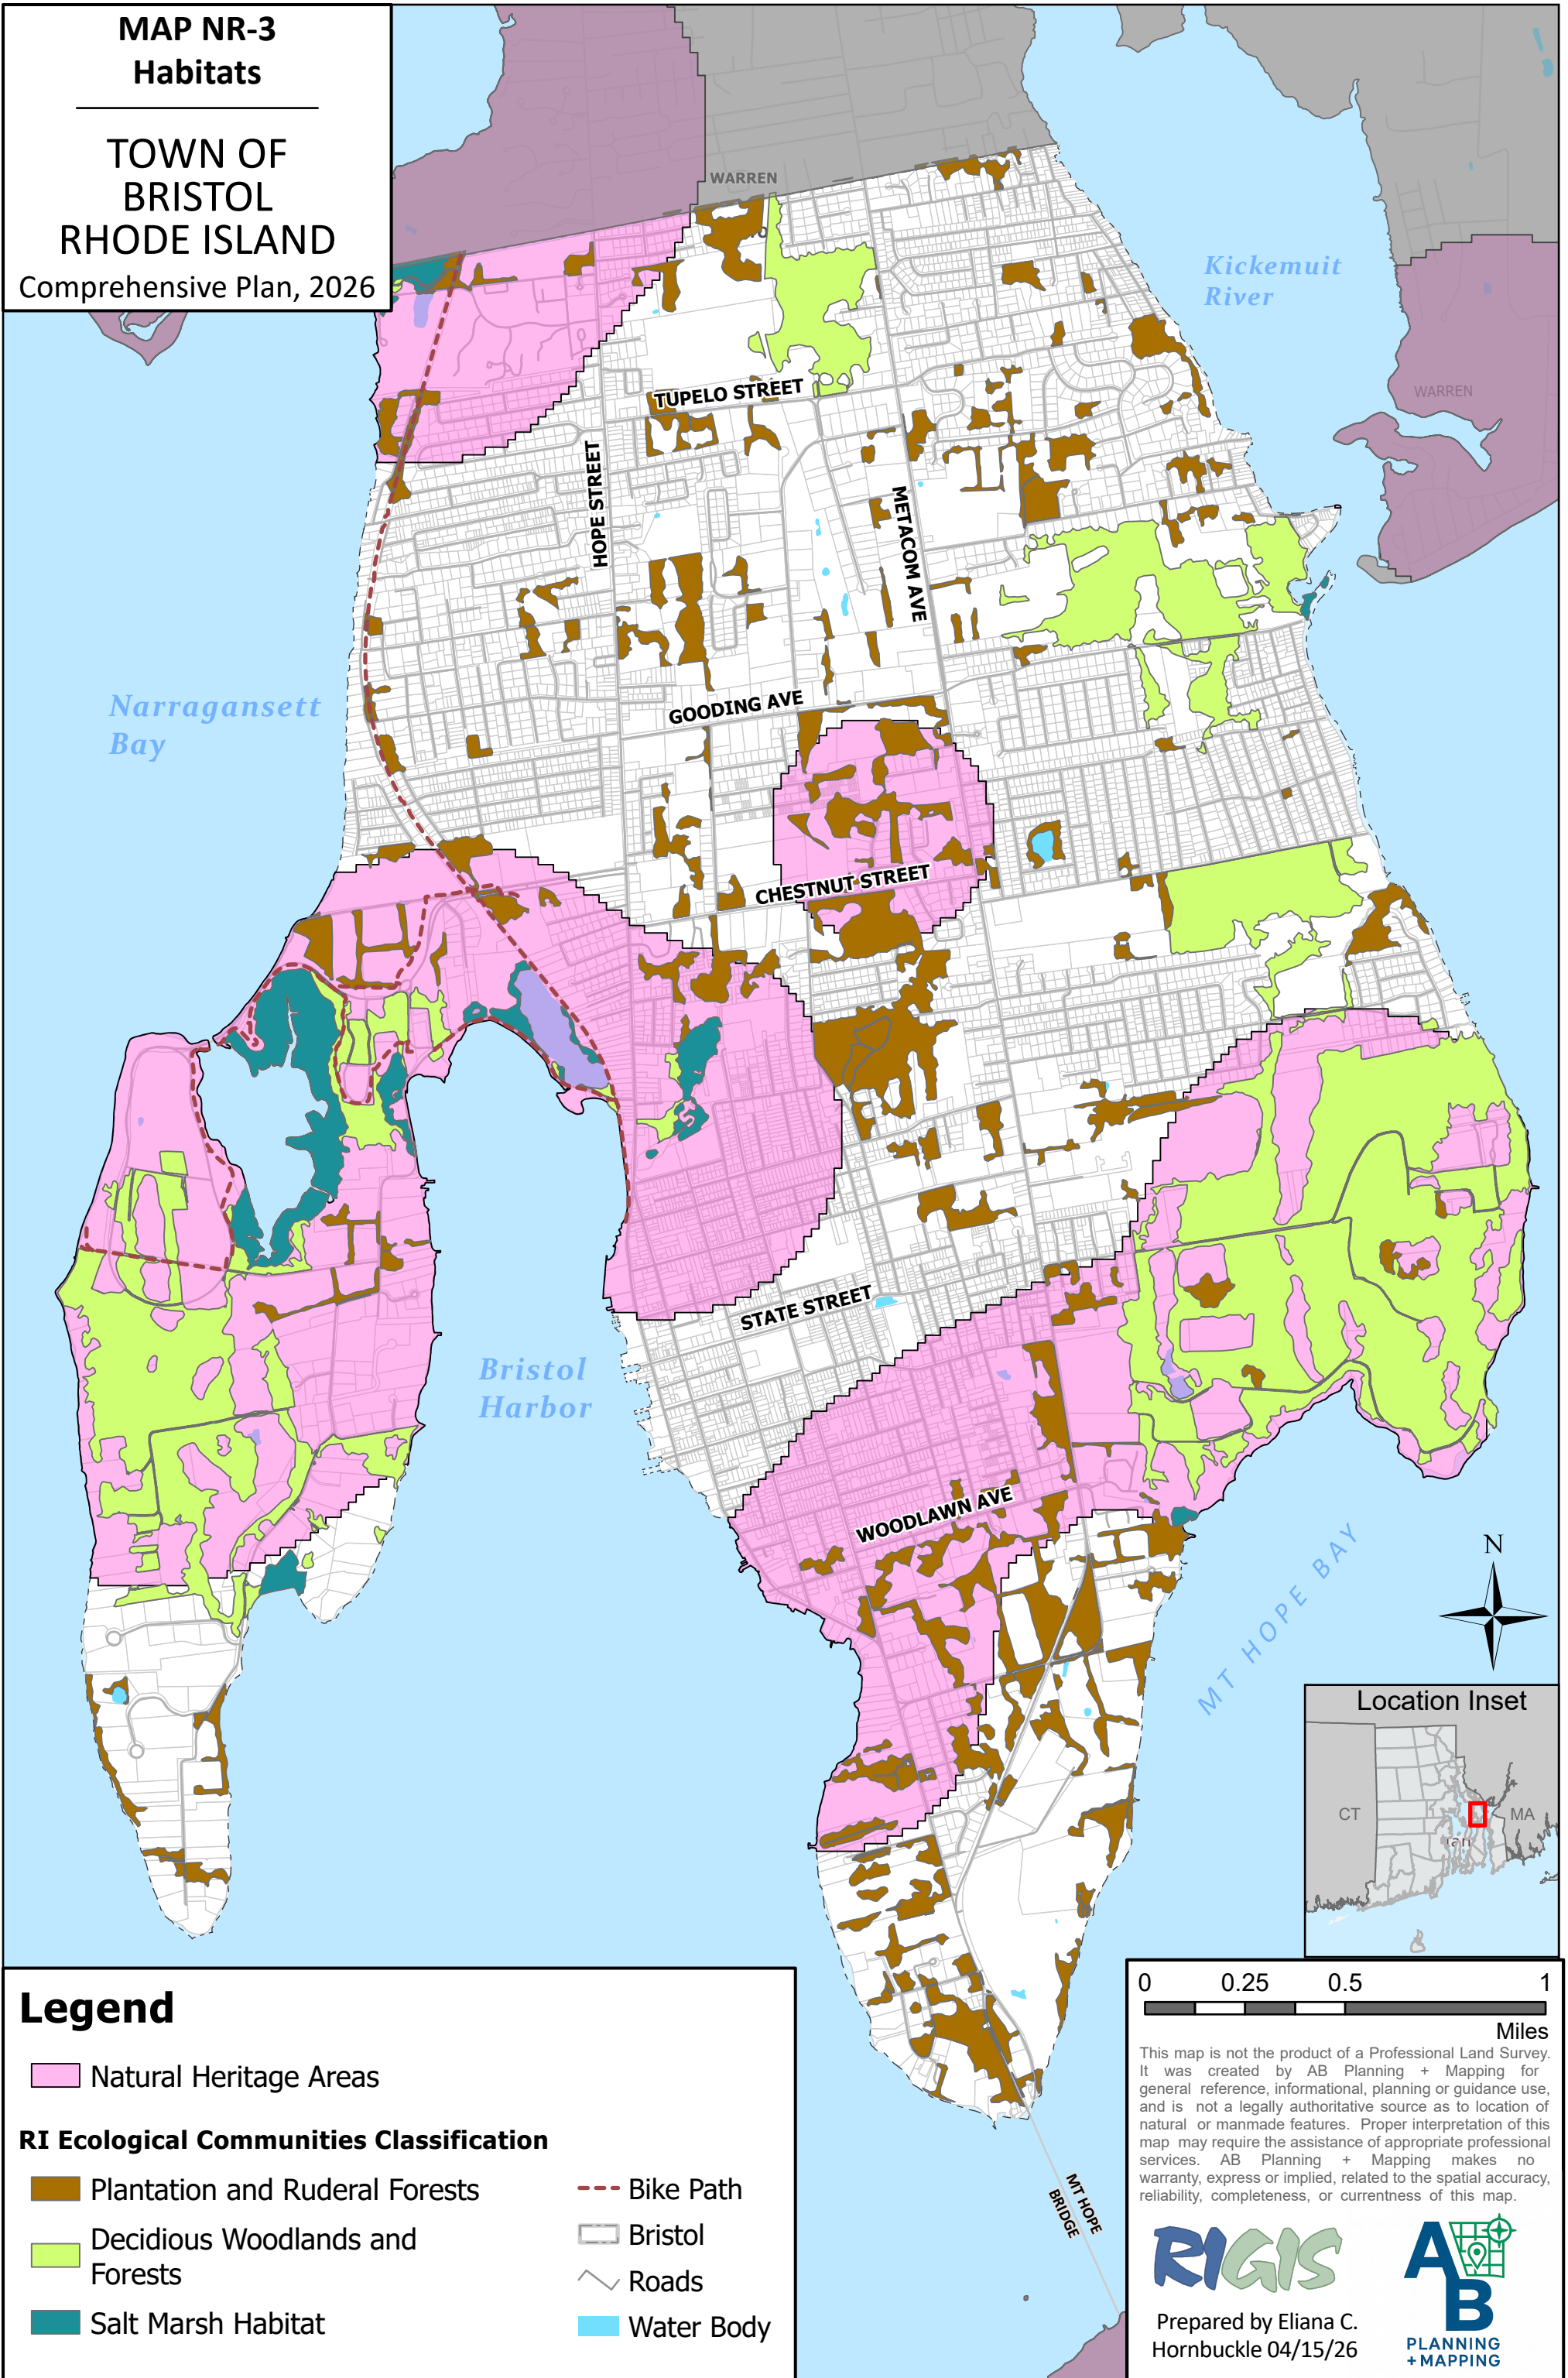 MAP NR-3
Habitats
TOWN OF
BRISTOL
RHODE ISLAND
Comprehensive Plan, 2026
WARREN
Kickemuit
River
WARREN
TUPELO STREET
HOPE STREET
METACOM AVE
Narragansett
Bay
GOODING AVE
CHESTNUT STREET
STATE STREET
Bristol
Harbor
WOODLAWN AVE
MT HOPE BAY
N
Location Inset
CT
MA
MT HOPE
BRIDGE
Legend
Natural Heritage Areas
RI Ecological Communities Classification
Plantation and Ruderal Forests
Decidious Woodlands and
Forests
Salt Marsh Habitat
Bike Path
Bristol
Roads
Water Body
0 0.25 0.5 1
Miles
This map is not the product of a Professional Land Survey.
It was created by AB Planning + Mapping for
general reference, informational, planning or guidance use,
and is not a legally authoritative source as to location of
natural or manmade features. Proper interpretation of this
map may require the assistance of appropriate professional
services. AB Planning + Mapping makes no
warranty, express or implied, related to the spatial accuracy,
reliability, completeness, or currentness of this map.
RIGIS
Prepared by Eliana C.
Hornbuckle 04/15/26
AB
PLANNING
+MAPPING